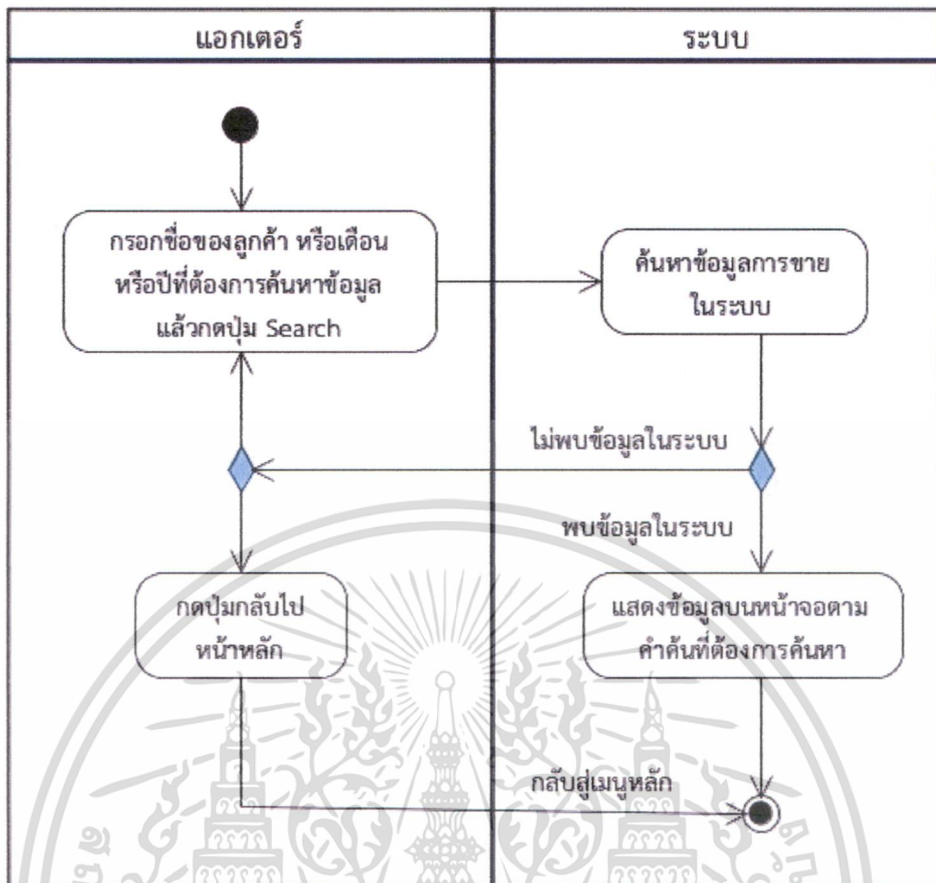 แอกเตอร์
ระบบ
กรอกชื่อของลูกค้า หรือเดือน
หรือปีที่ต้องการค้นหาข้อมูล
แล้วกดปุ่ม Search
ค้นหาข้อมูลการขาย
ในระบบ
ไม่พบข้อมูลในระบบ
พบข้อมูลในระบบ
กดปุ่มกลับไป
หน้าหลัก
แสดงข้อมูลบนหน้าจอตาม
คำค้นที่ต้องการค้นหา
กลับสู่เมนูหลัก